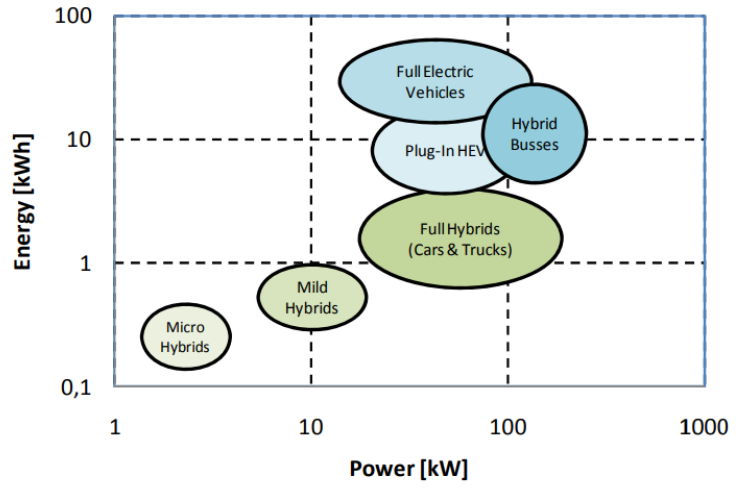 100
10
1
0,1
Energy [kWh]
Full Electric
Vehicles
Hybrid
Busses
Plug-In HEV
Full Hybrids
(Cars & Trucks)
Mild
Hybrids
Micro
Hybrids
1
10
100
1000
Power [kW]